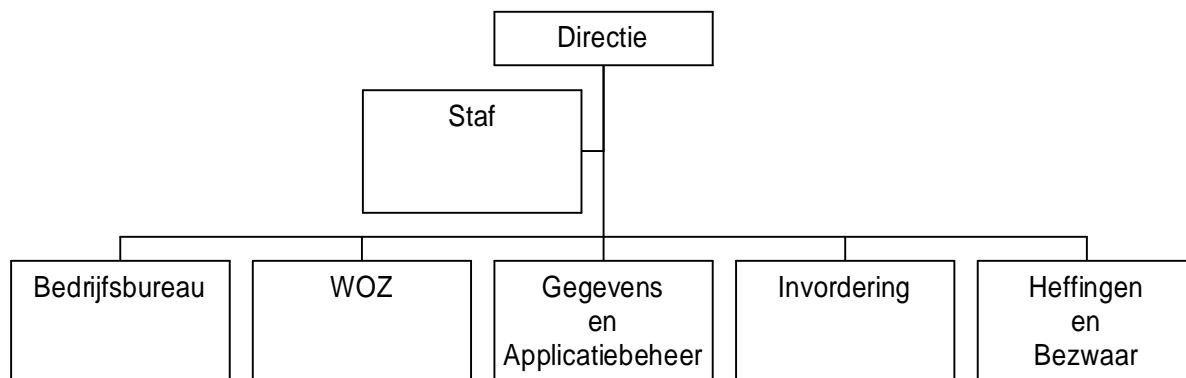 Directie
Staf
Bedrijfsbureau
WOZ
Gegevens
en
Applicatiebeheer
Invordering
Heffingen
en
Bezwaar